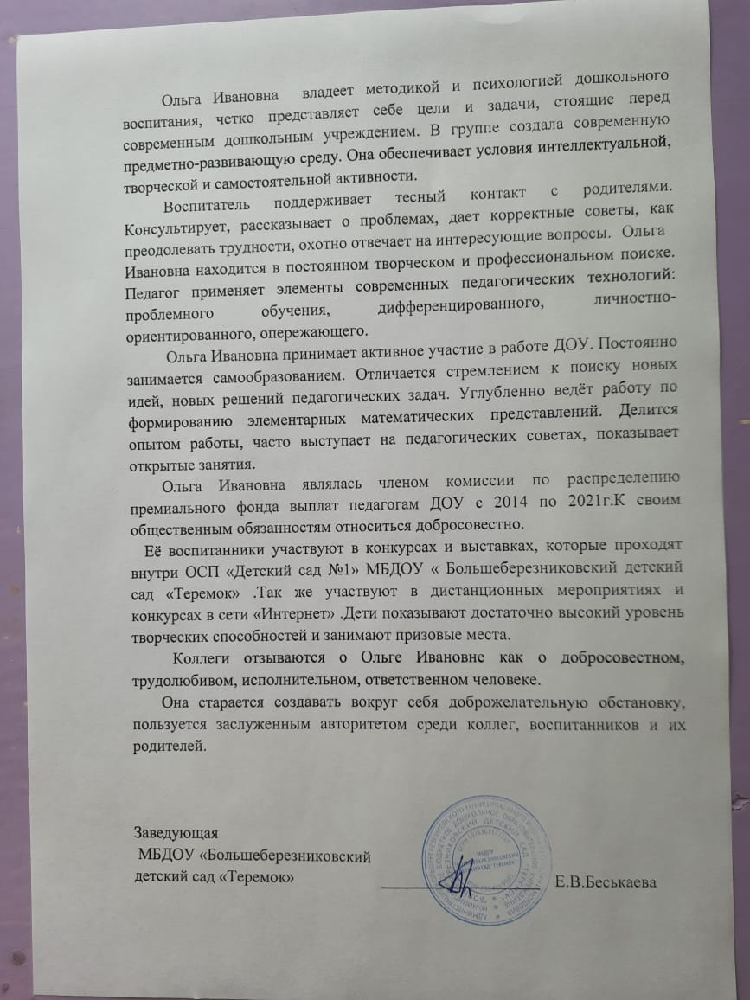 Ольга Ивановна владеет методикой и психологией дошкольного
воспитания, четко представляет себе цели и задачи, стоящие перед
современным дошкольным учреждением. В группе создала современную
предметно-развивающую среду. Она обеспечивает условия интеллектуальной,
творческой и самостоятельной активности.
Воспитатель поддерживает тесный контакт с родителями.
Консультирует, рассказывает о проблемах, дает корректные советы, как
преодолевать трудности, охотно отвечает на интересующие вопросы. Ольга
Ивановна находится в постоянном творческом и профессиональном поиске.
Педагог применяет элементы современных педагогических технологий:
проблемного обучения, дифференцированного, личностно-
ориентированного, опережающего.
Ольга Ивановна принимает активное участие в работе ДОУ. Постоянно
занимается самообразованием. Отличается стремлением к поиску новых
идей, новых решений педагогических задач. Углубленно ведёт работу по
формированию элементарных математических представлений. Делится
опытом работы, часто выступает на педагогических советах, показывает
открытые занятия.
Ольга Ивановна являлась членом комиссии по распределению
премиального фонда выплат педагогам ДОУ с 2014 по 2021г.К своим
общественным обязанностям относиться добросовестно.
Её воспитанники участвуют в конкурсах и выставках, которые проходят
внутри ОСП «Детский сад №1» МБДОУ « Большеберезниковский детский
сад «Теремок» .Так же участвуют в дистанционных мероприятиях и
конкурсах в сети «Интернет» .Дети показывают достаточно высокий уровень
творческих способностей и занимают призовые места.
Коллеги отзываются о Ольге Ивановне как о добросовестном,
трудолюбивом, исполнительном, ответственном человеке.
Она старается создавать вокруг себя доброжелательную обстановку,
пользуется заслуженным авторитетом среди коллег, воспитанников и их
родителей.
Заведующая
МБДОУ «Большеберезниковский
детский сад «Теремок»
Е.В.Беськаева
МБДОУ
САД "ТЕРЕМОК"